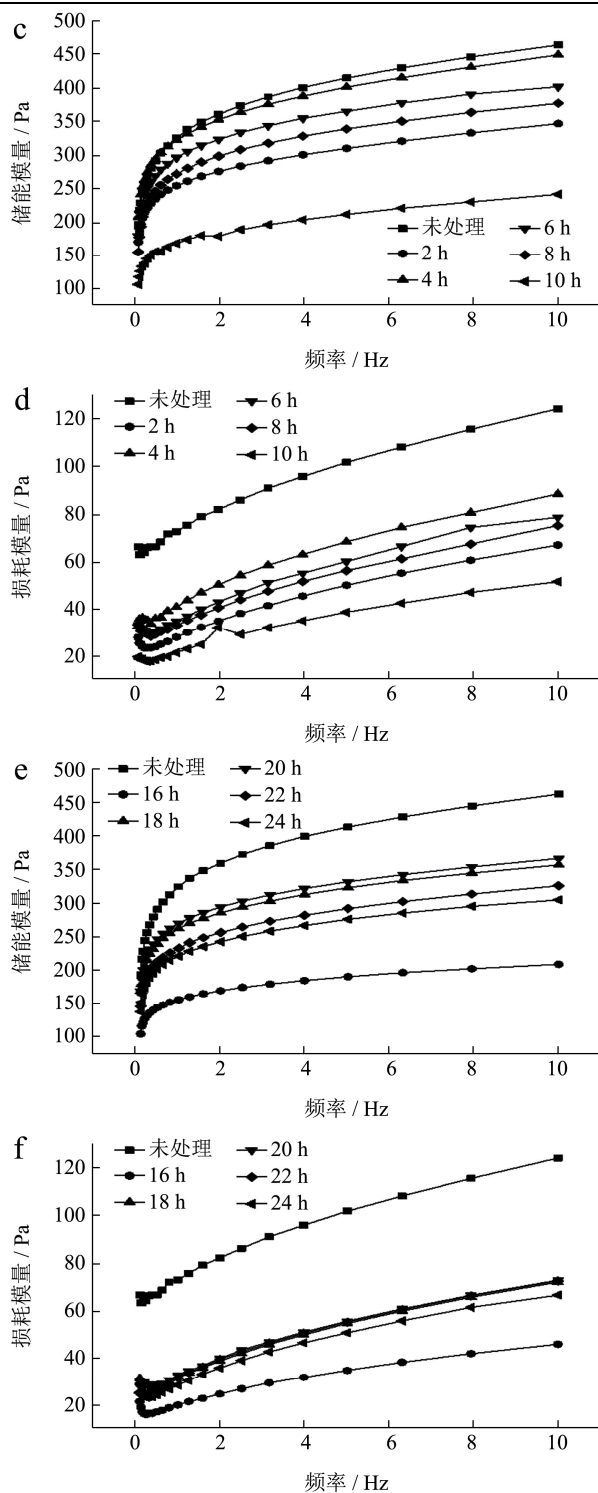 c
500
450
400
350
300
250
200
150
100
储能模量 / Pa
未处理
2 h
4 h
6 h
8 h
10 h
0 2 4 6 8 10
频率 / Hz
d
120
100
80
60
40
20
损耗模量 / Pa
未处理
2 h
4 h
6 h
8 h
10 h
0 2 4 6 8 10
频率 / Hz
e
500
450
400
350
300
250
200
150
100
储能模量 / Pa
未处理
16 h
18 h
20 h
22 h
24 h
0 2 4 6 8 10
频率 / Hz
f
120
100
80
60
40
20
损耗模量 / Pa
未处理
16 h
18 h
20 h
22 h
24 h
0 2 4 6 8 10
频率 / Hz